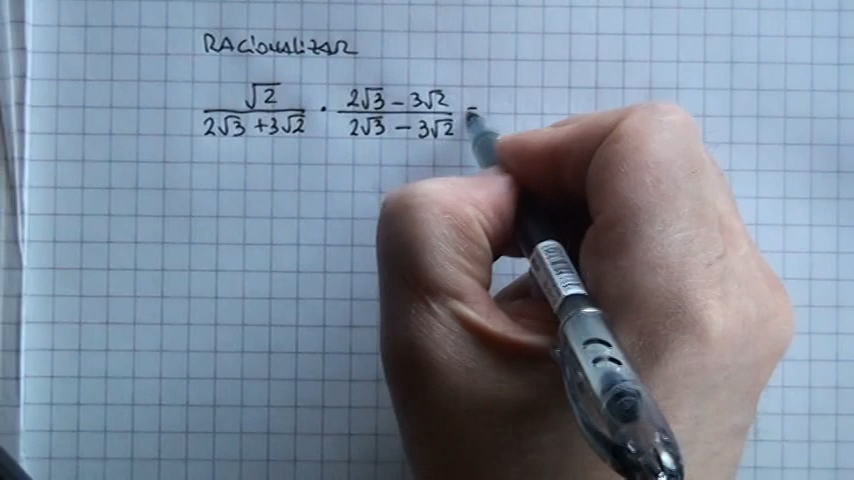 RACIONALIZAR
√2 / (2√3 + 3√2) · (2√3 − 3√2) / (2√3 − 3√2) =